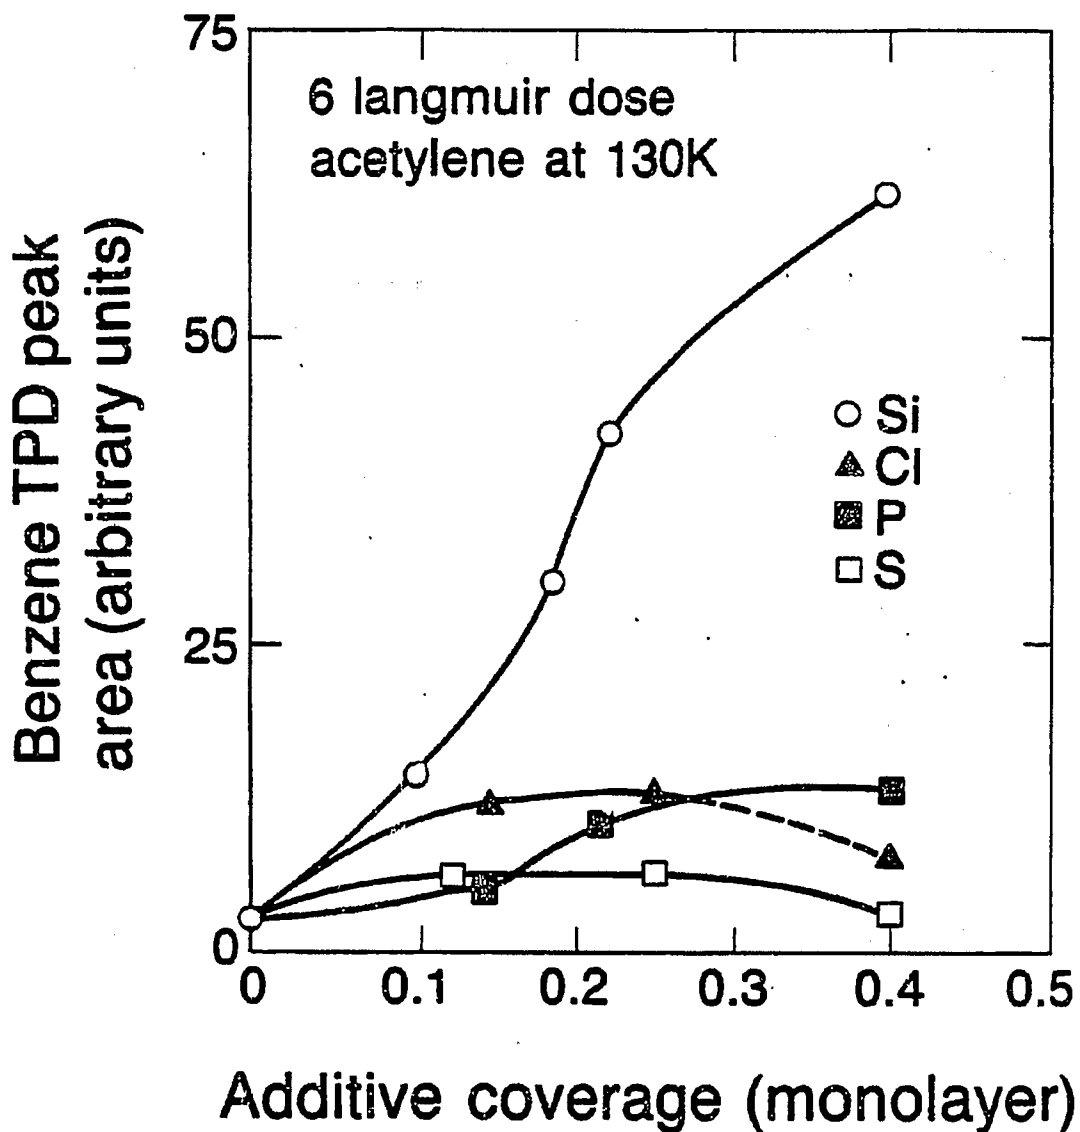 75
6 langmuir dose
acetylene at 130K
50
25
0
Benzene TPD peak
area (arbitrary units)
Si
Cl
P
S
0 0.1 0.2 0.3 0.4 0.5
Additive coverage (monolayer)